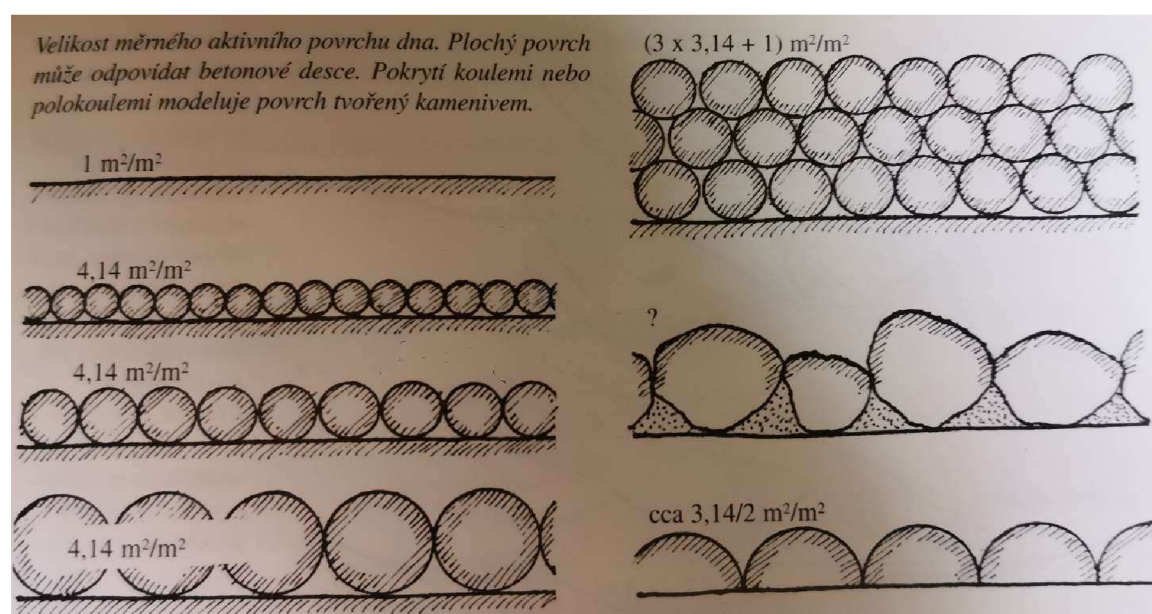 Velikost měrného aktivního povrchu dna. Plochý povrch
může odpovídat betonové desce. Pokrytí koulemi nebo
polokoulemi modeluje povrch tvořený kamenivem.
1 m²/m²
4,14 m²/m²
4,14 m²/m²
4,14 m²/m²
(3 x 3,14 + 1) m²/m²
?
cca 3,14/2 m²/m²